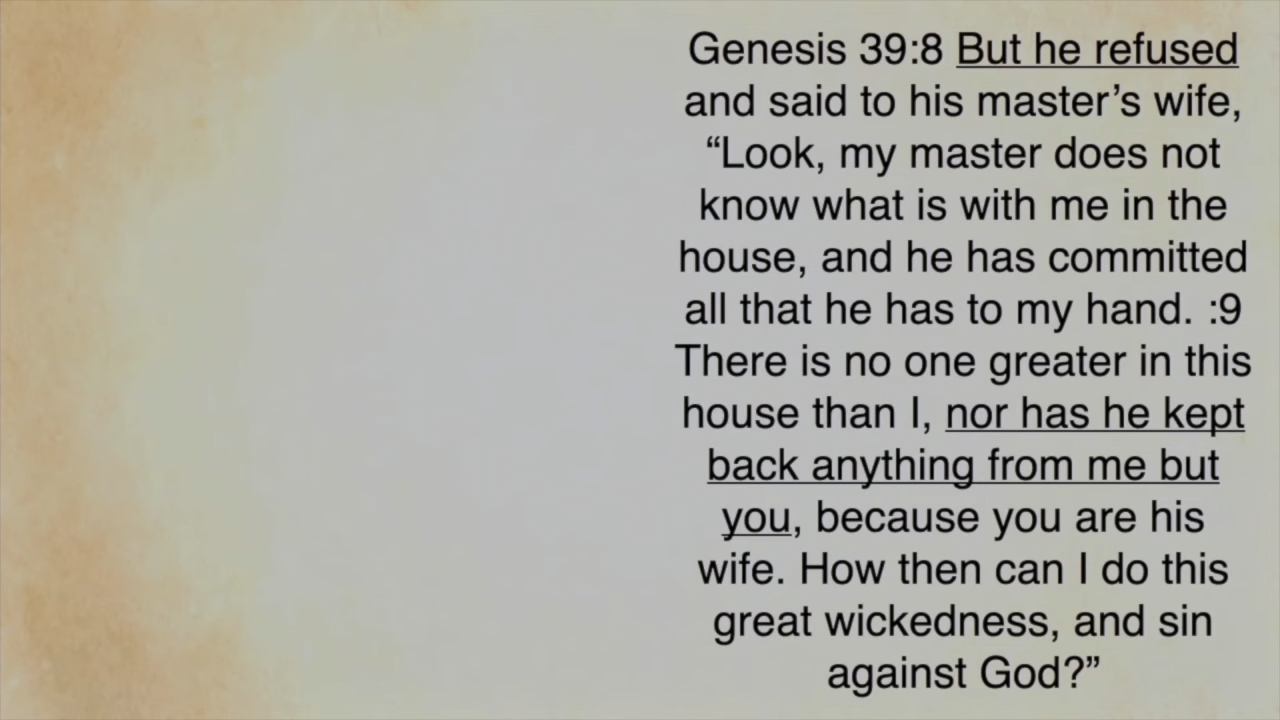 Genesis 39:8 But he refused
and said to his master’s wife,
“Look, my master does not
know what is with me in the
house, and he has committed
all that he has to my hand. :9
There is no one greater in this
house than I, nor has he kept
back anything from me but
you, because you are his
wife. How then can I do this
great wickedness, and sin
against God?”